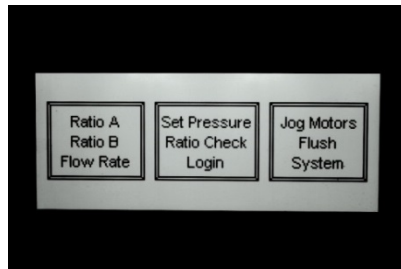 Ratio A
Ratio B
Flow Rate
Set Pressure
Ratio Check
Login
Jog Motors
Flush
System